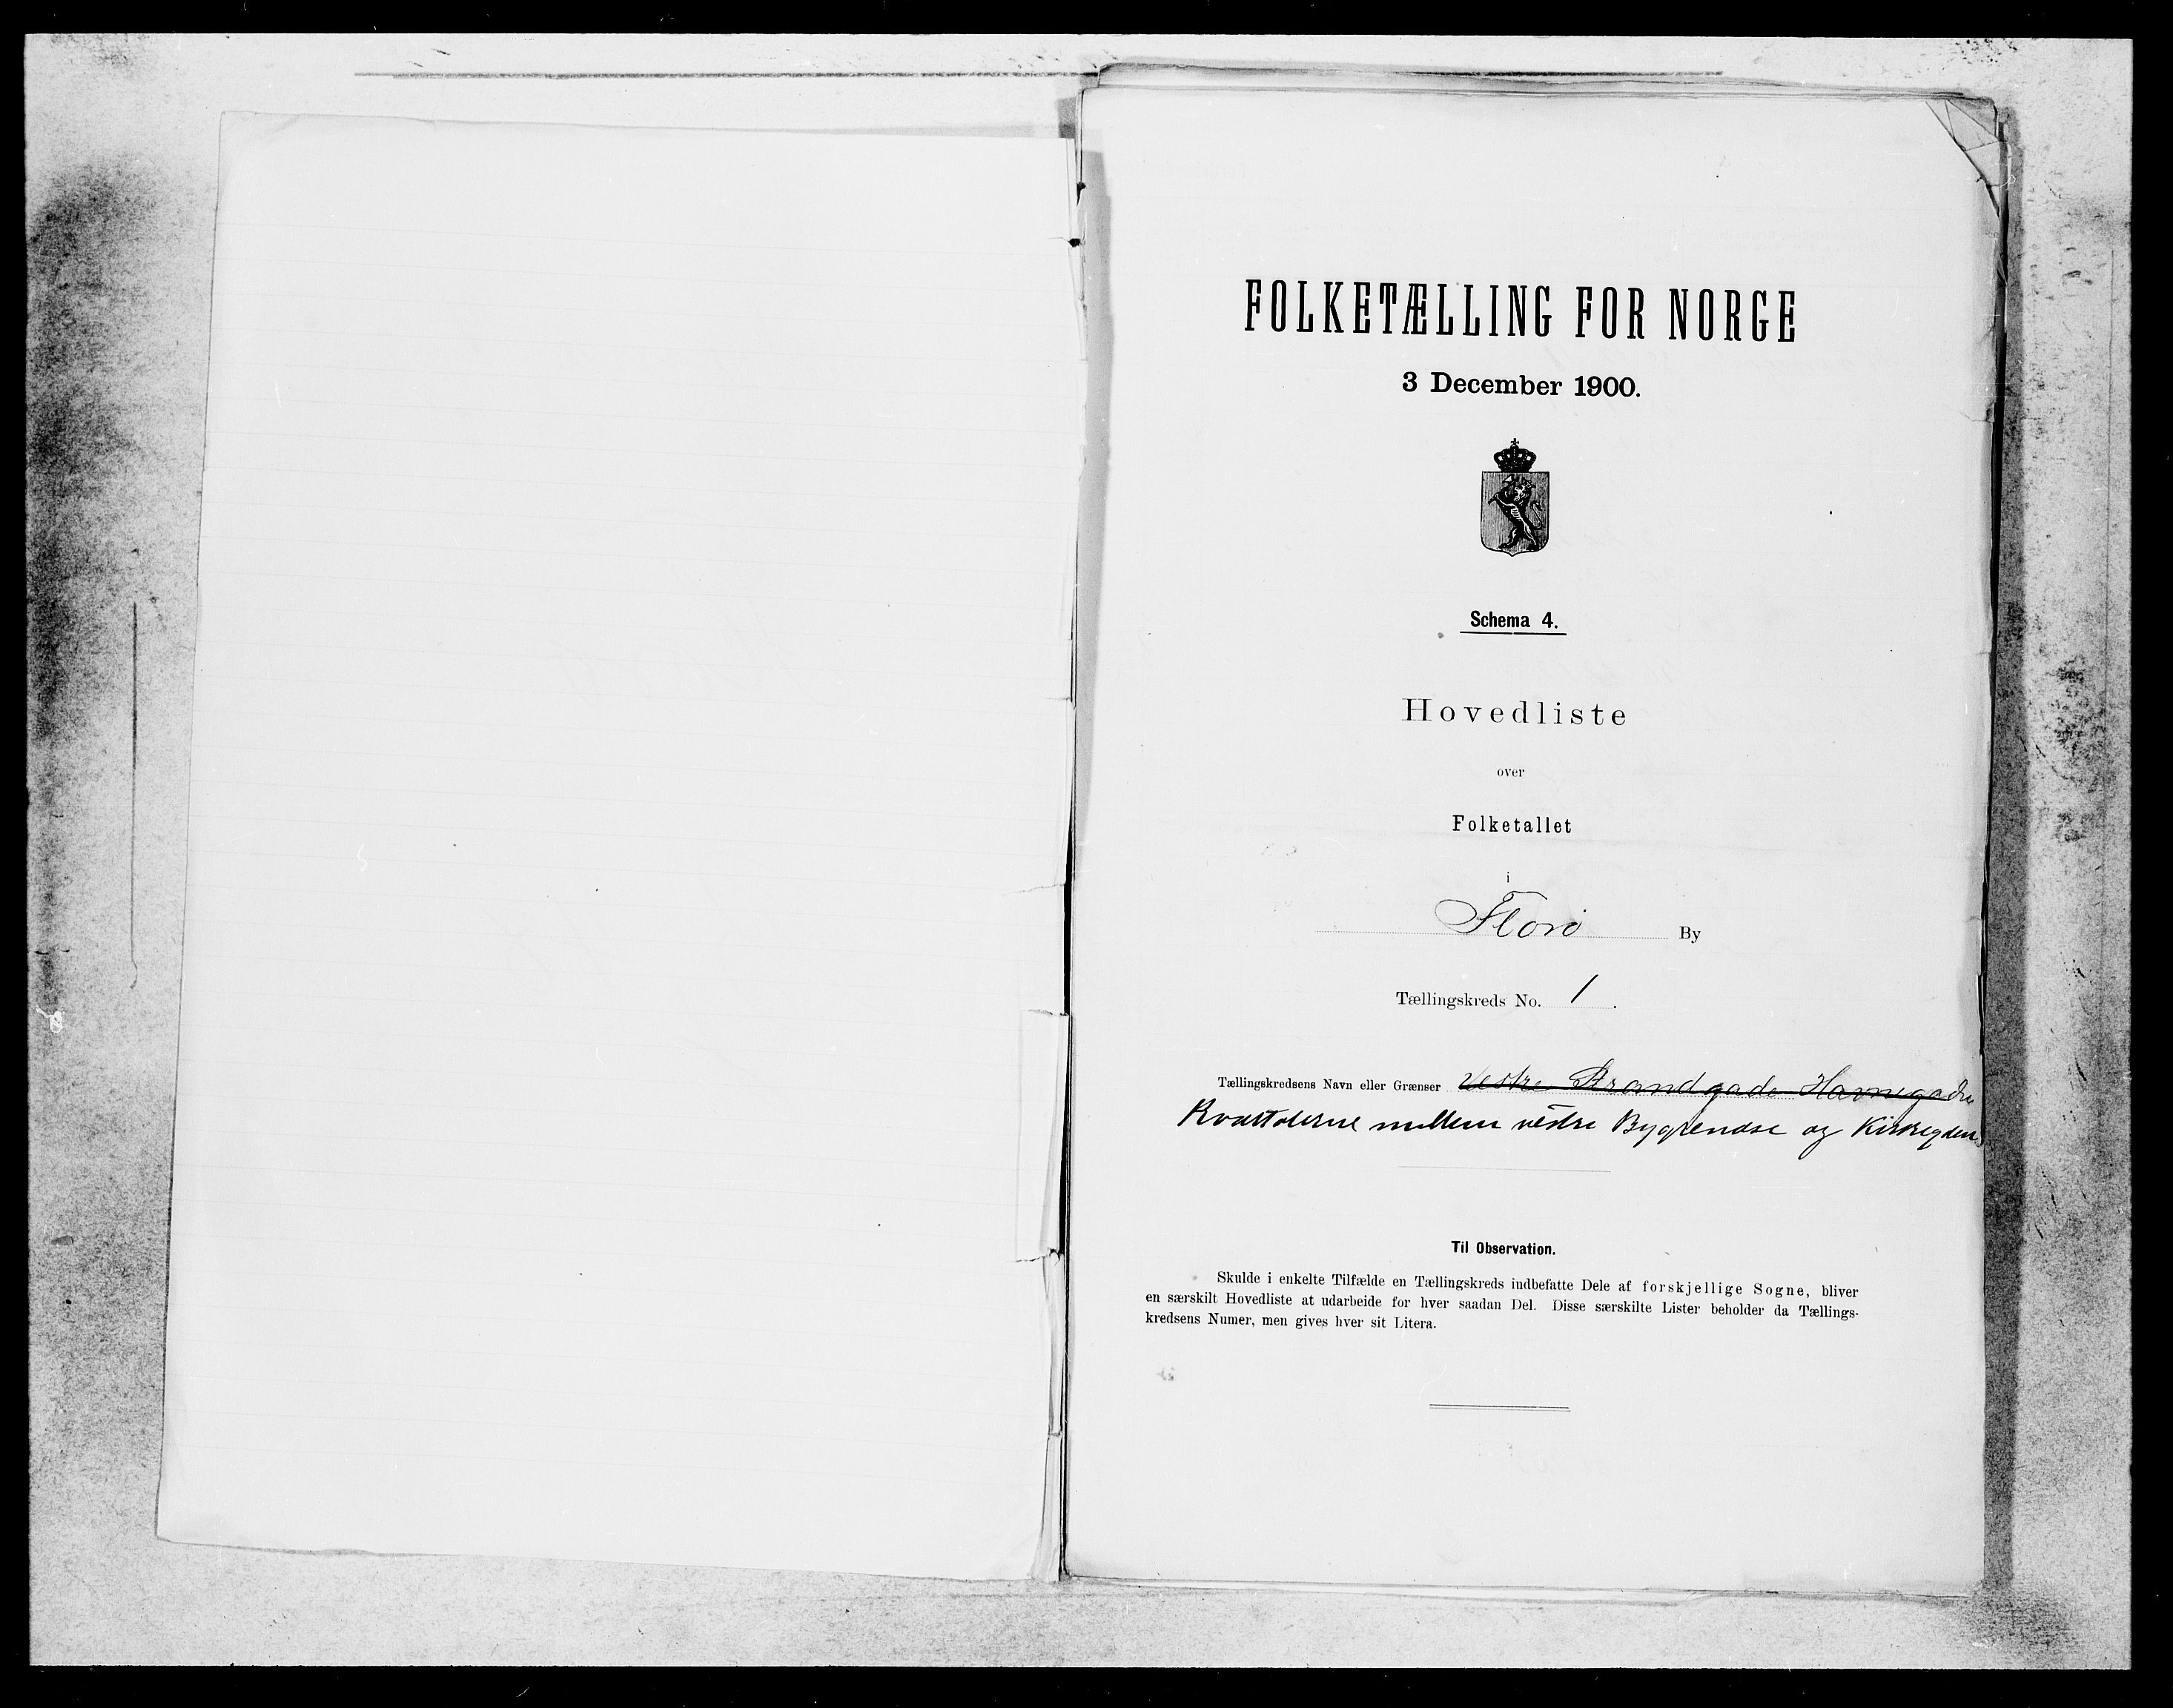 FOLKETÆLLING FOR NORGE
3 December 1900.
Schema 4.
Hovedliste
over
Folketallet
i
Florø By
Tællingskreds No. 1.
Tællingskredsens Navn eller Grænser Vestre Strandgade Havnegaden
Kvartalerne mellem vestre Bygrendse og Kirkegaden
Til Observation.
Skulde i enkelte Tilfælde en Tællingskreds indbefatte Dele af forskjellige Sogne, bliver
en særskilt Hovedliste at udarbeide for hver saadan Del. Disse særskilte Lister beholder da Tællings-
kredsens Numer, men gives hver sit Litera.